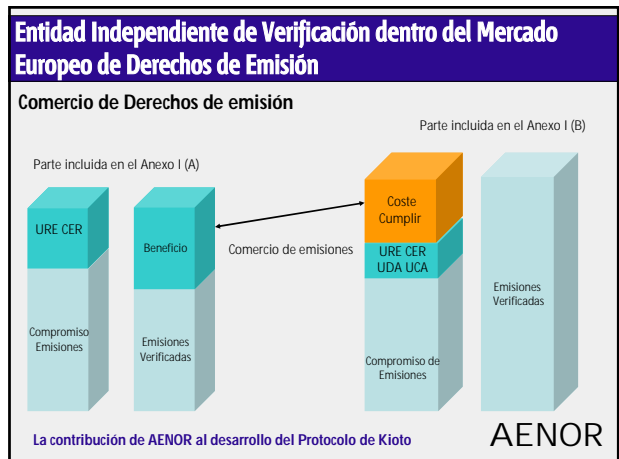 Entidad Independiente de Verificación dentro del Mercado
Europeo de Derechos de Emisión
Comercio de Derechos de emisión
Parte incluida en el Anexo I (B)
Parte incluida en el Anexo I (A)
URE CER
Beneficio
Compromiso
Emisiones
Emisiones
Verificadas
Comercio de emisiones
Coste
Cumplir
URE CER
UDA UCA
Compromiso de
Emisiones
Emisiones
Verificadas
La contribución de AENOR al desarrollo del Protocolo de Kioto
AENOR